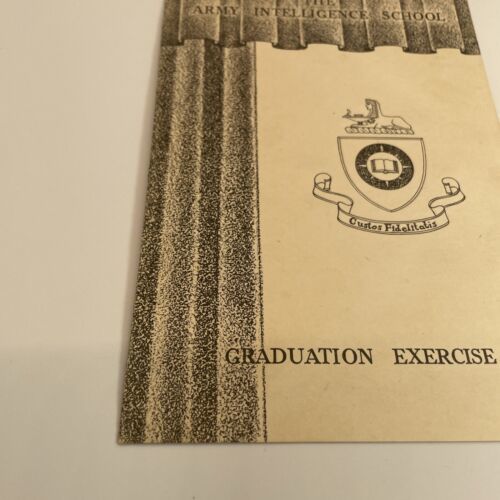 THE
ARMY INTELLIGENCE SCHOOL
Custos Fidelitatis
GRADUATION EXERCISE